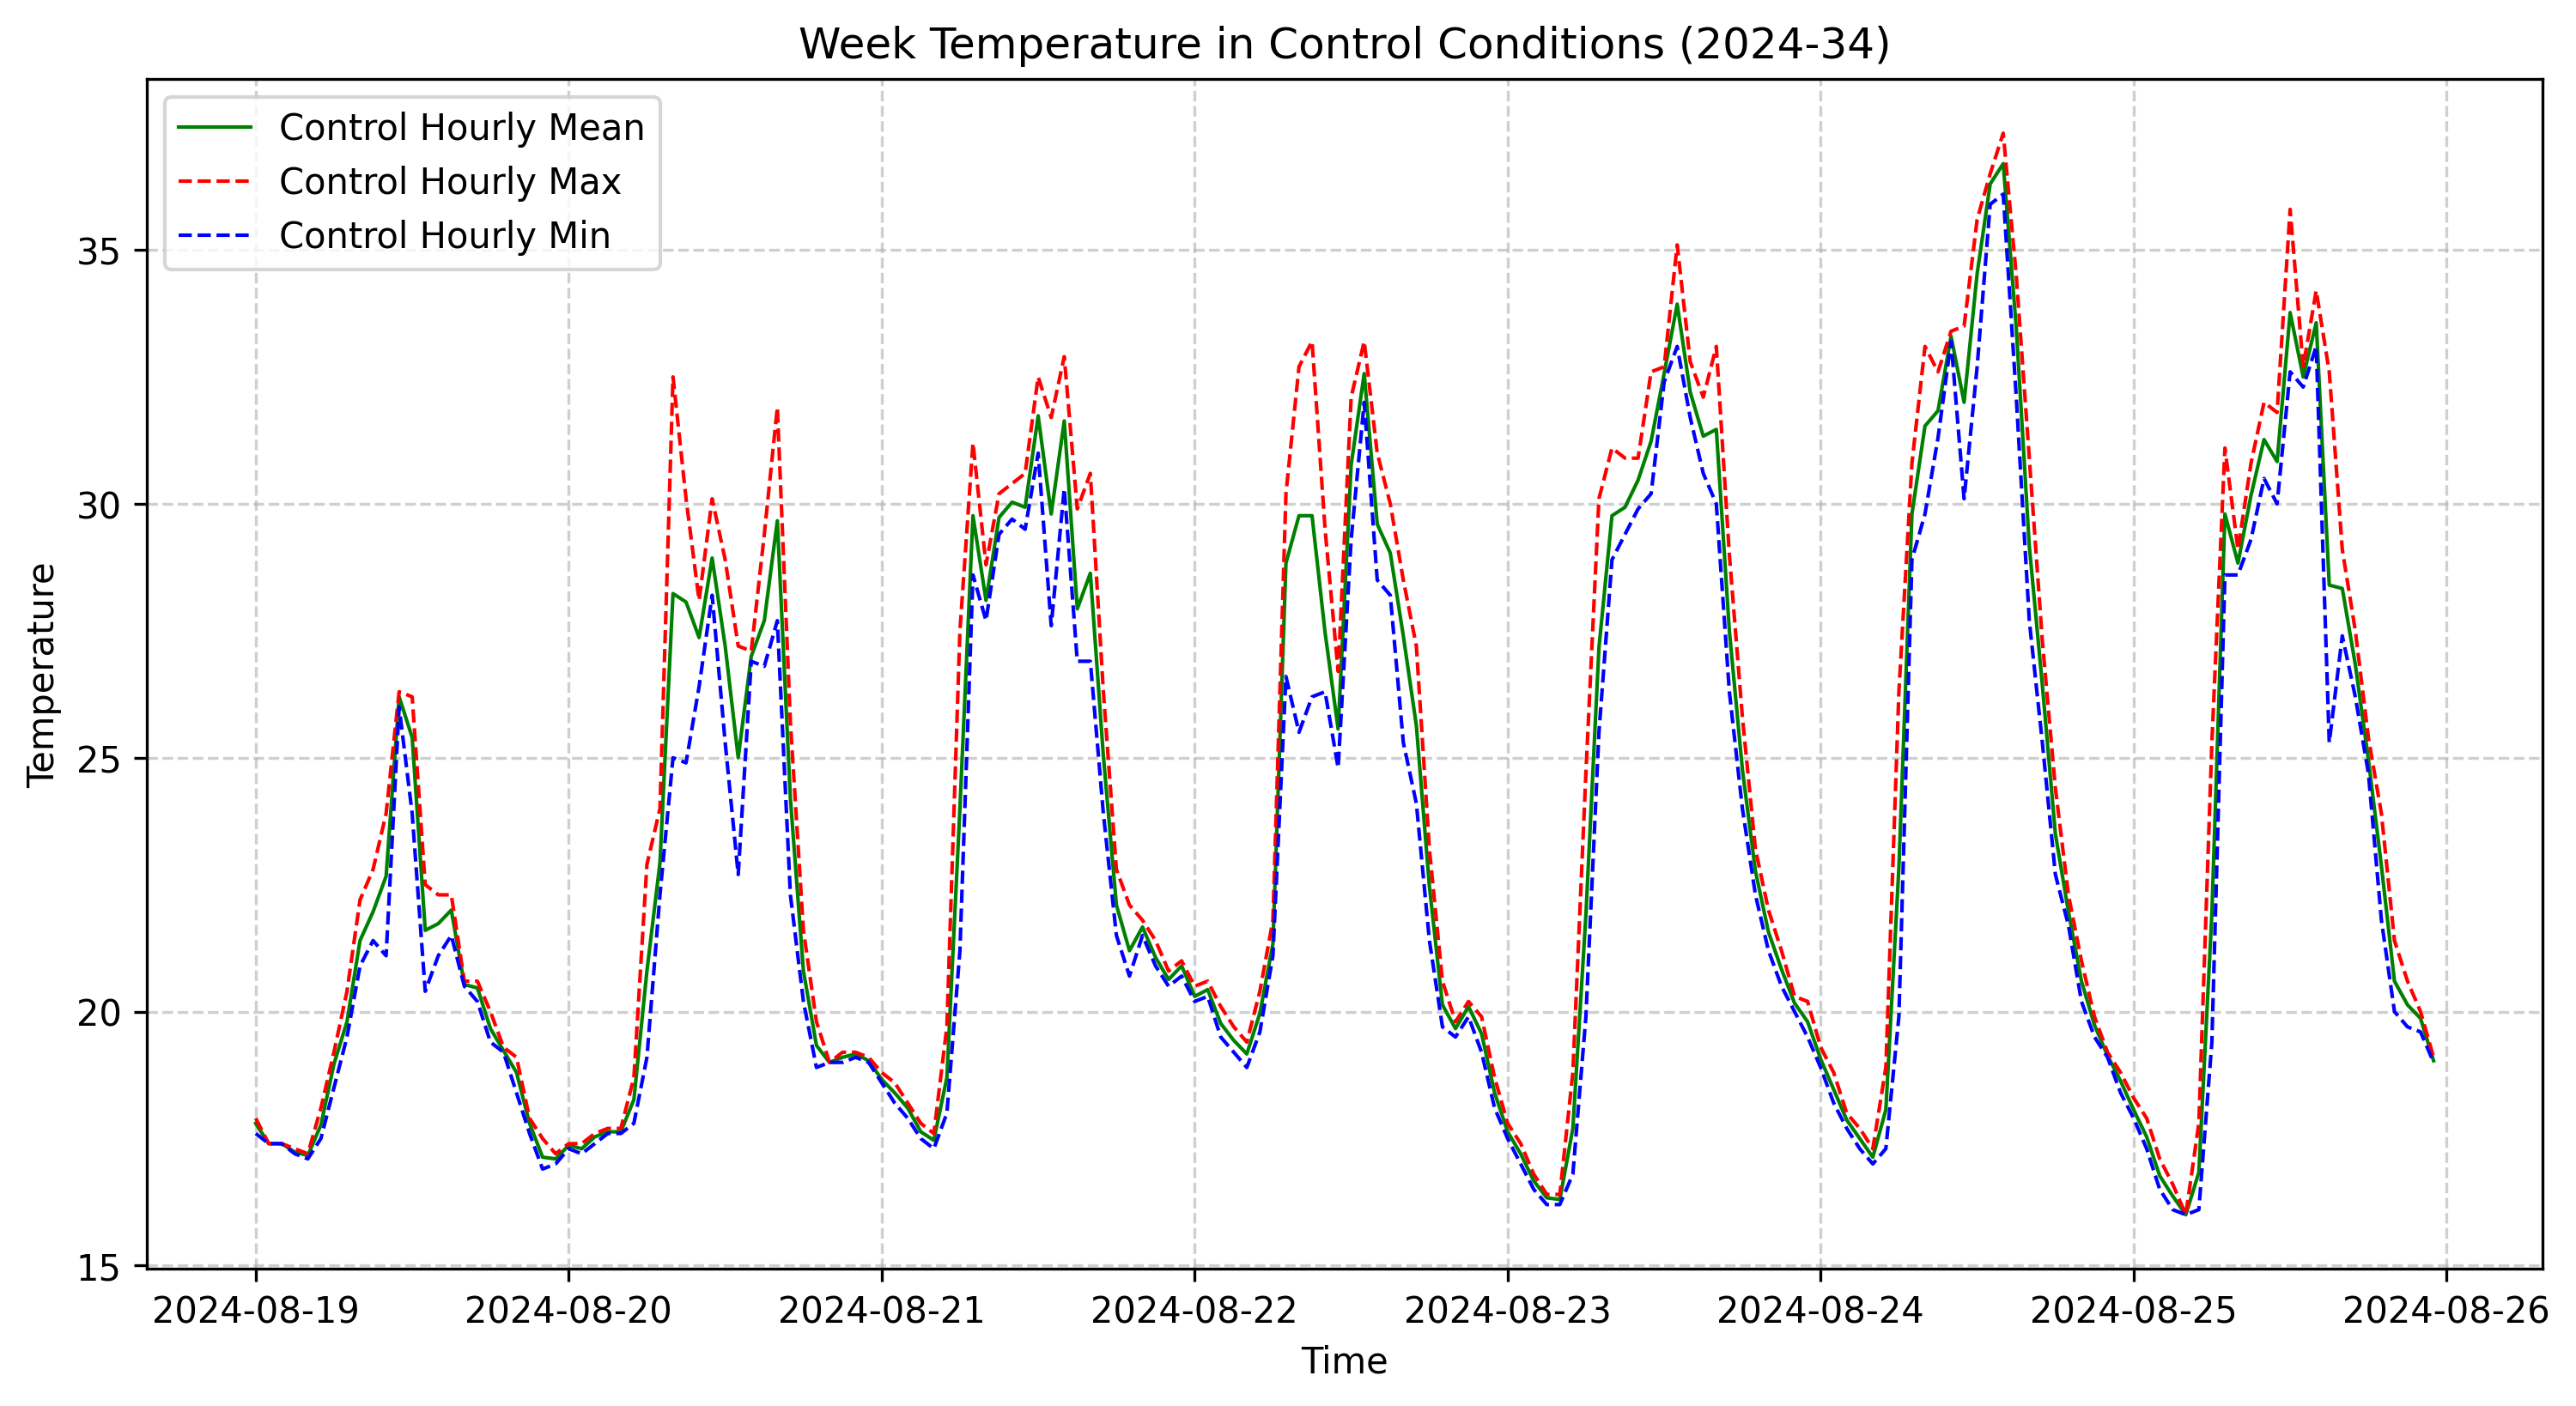 Week Temperature in Control Conditions (2024-34)
Control Hourly Mean
Control Hourly Max
Control Hourly Min
Temperature
35
30
25
20
15
2024-08-19 2024-08-20 2024-08-21 2024-08-22 2024-08-23 2024-08-24 2024-08-25 2024-08-26
Time